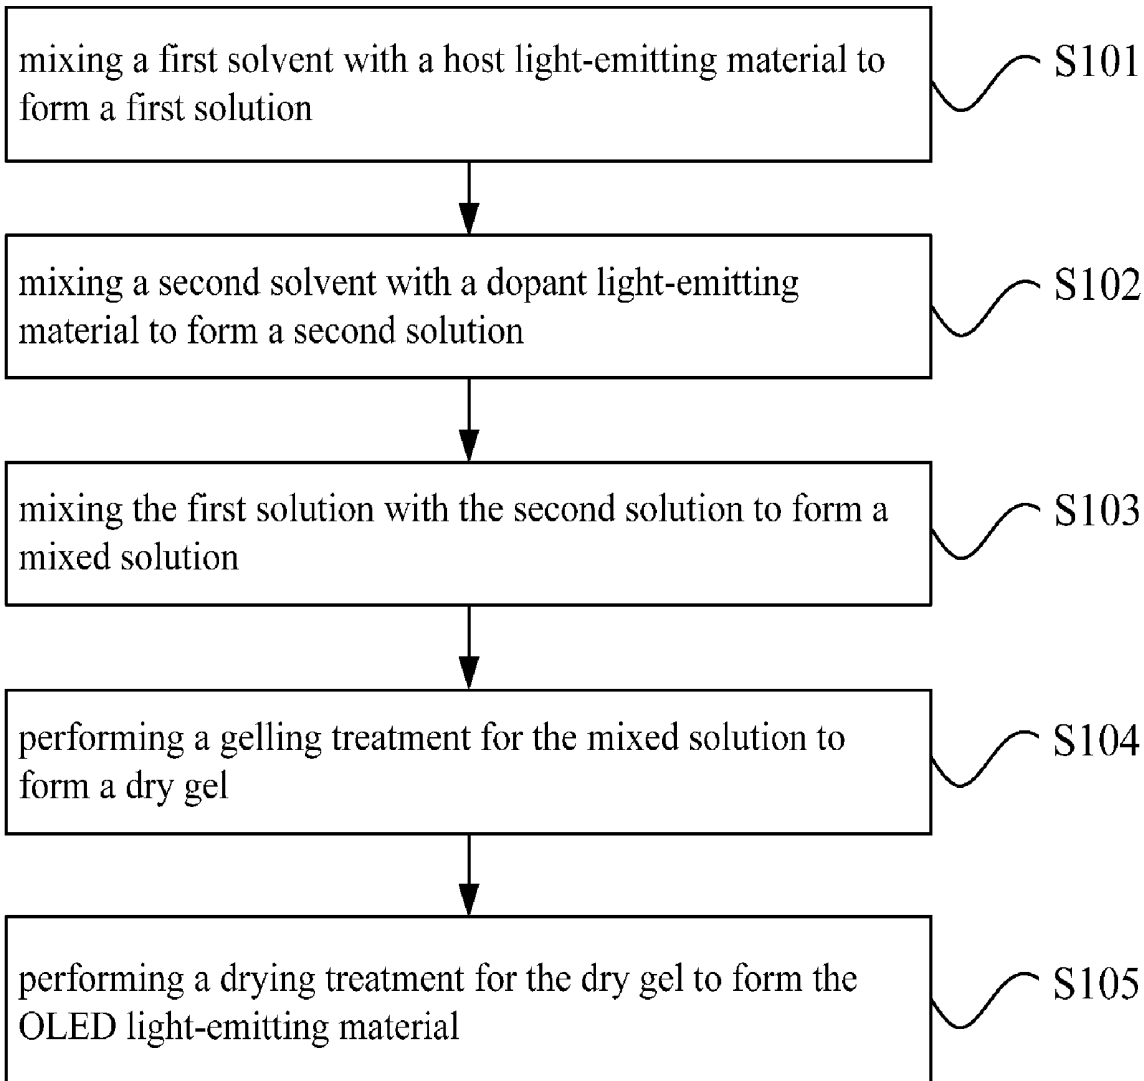 mixing a first solvent with a host light-emitting material to
form a first solution
S101
mixing a second solvent with a dopant light-emitting
material to form a second solution
S102
mixing the first solution with the second solution to form a
mixed solution
S103
performing a gelling treatment for the mixed solution to
form a dry gel
S104
performing a drying treatment for the dry gel to form the
OLED light-emitting material
S105